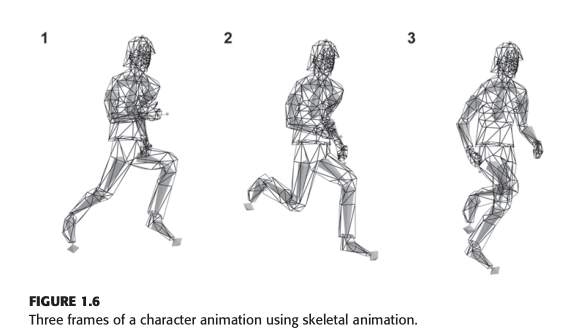 1 2 3
FIGURE 1.6
Three frames of a character animation using skeletal animation.